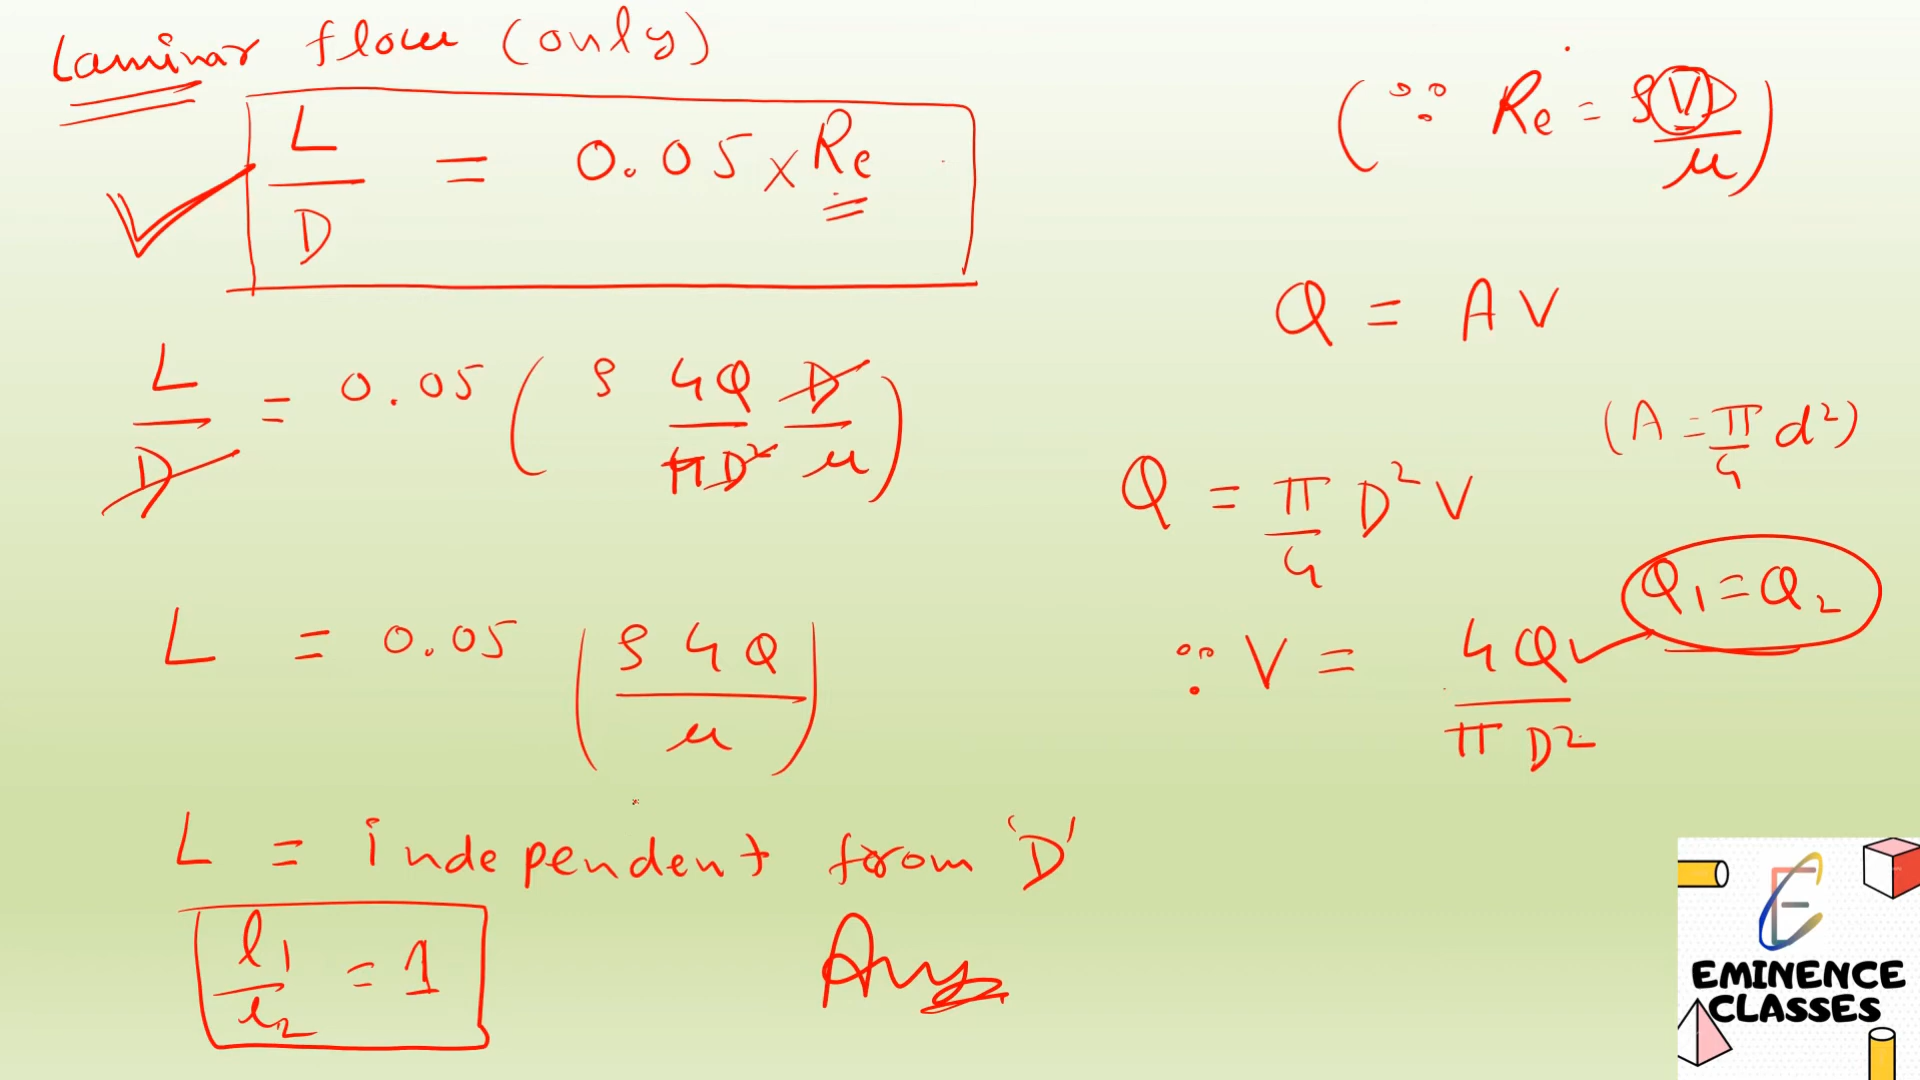 Laminar flow (only)
L/D = 0.05 × Re
(∵ Re = ρVD/μ)
Q = AV
L/D = 0.05 (ρ 4Q/πD² D/μ)
(A = π/4 d²)
Q = π/4 D² V
Q1 = Q2
L = 0.05 (ρ4Q/μ)
∵ V = 4Q/πD²
L = independent from 'D'
l1/l2 = 1
Ans
EMINENCE
CLASSES